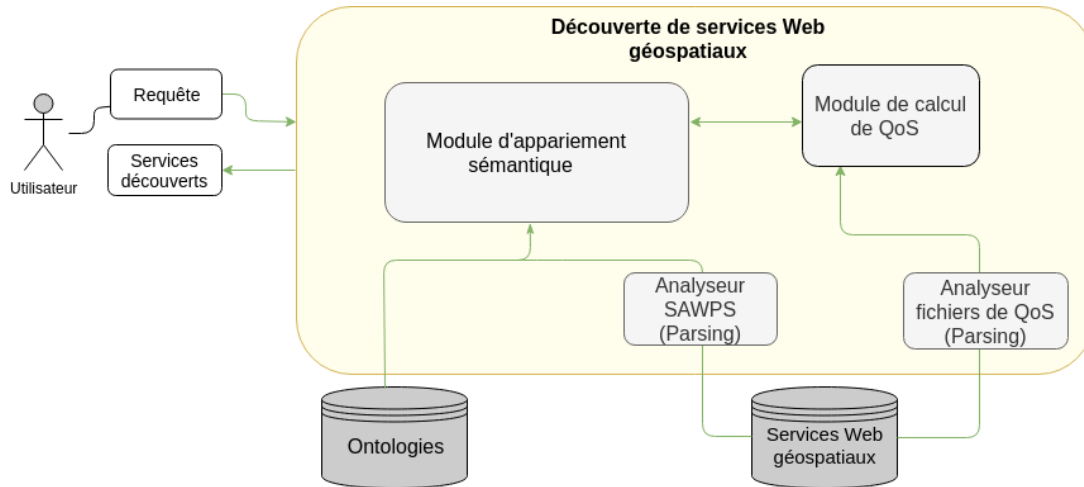 Découverte de services Web
géospatiaux
Requête
Services
découverts
Utilisateur
Module d'appariement
sémantique
Module de calcul
de QoS
Analyseur
SAWPS
(Parsing)
Analyseur
fichiers de QoS
(Parsing)
Ontologies
Services Web
géospatiaux